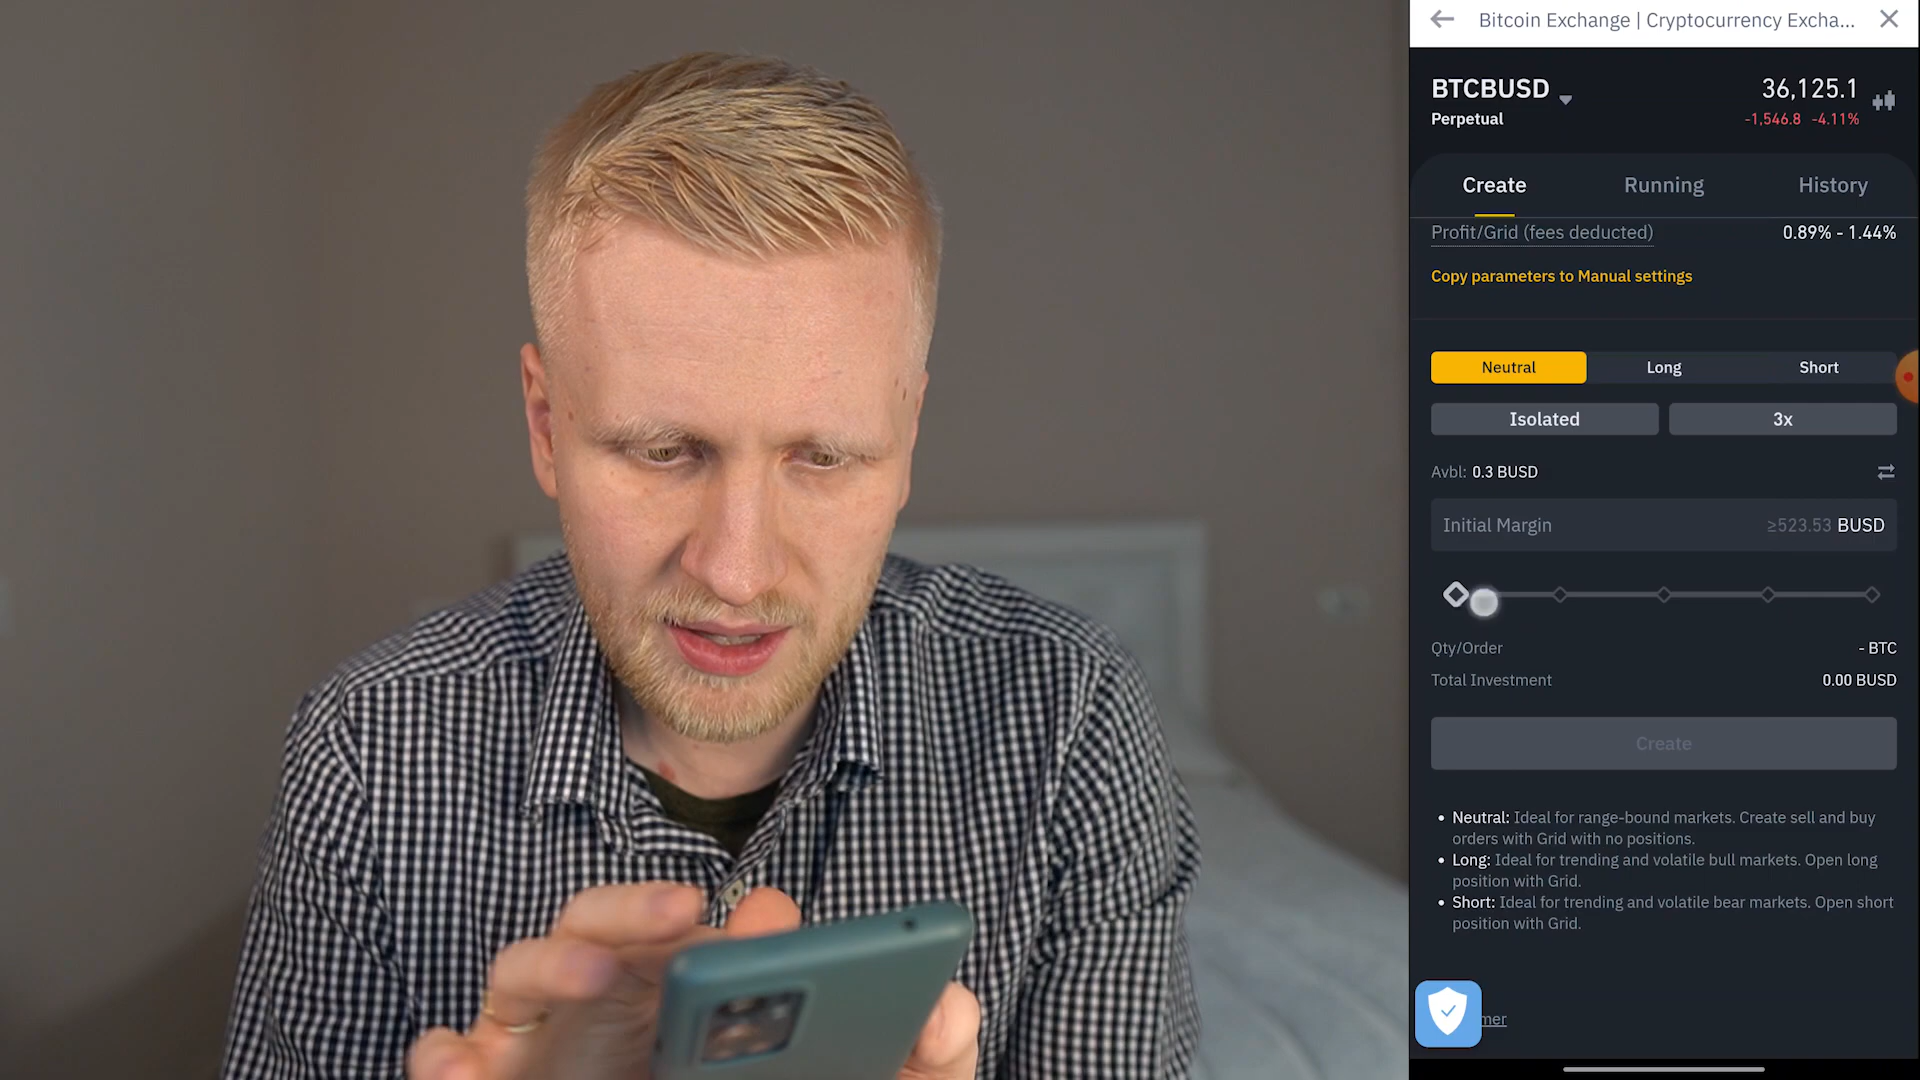 Bitcoin Exchange | Cryptocurrency Excha...
BTCBUSD
36,125.1
Perpetual
-1,546.8 -4.11%
Create Running History
Profit/Grid (fees deducted) 0.89% - 1.44%
Copy parameters to Manual settings
Neutral Long Short
Isolated 3x
Avbl: 0.3 BUSD
Initial Margin ≥523.53 BUSD
Qty/Order - BTC
Total Investment 0.00 BUSD
Create
• Neutral: Ideal for range-bound markets. Create sell and buy
orders with Grid with no positions.
• Long: Ideal for trending and volatile bull markets. Open long
position with Grid.
• Short: Ideal for trending and volatile bear markets. Open short
position with Grid.
mer